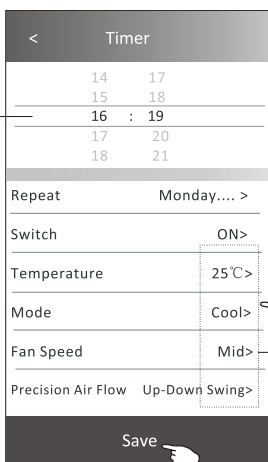 < Timer
14 17
15 18
16 : 19
17 20
18 21
Repeat Monday.... >
Switch ON>
Temperature 25℃>
Mode Cool>
Fan Speed Mid>
Precision Air Flow Up-Down Swing>
Save